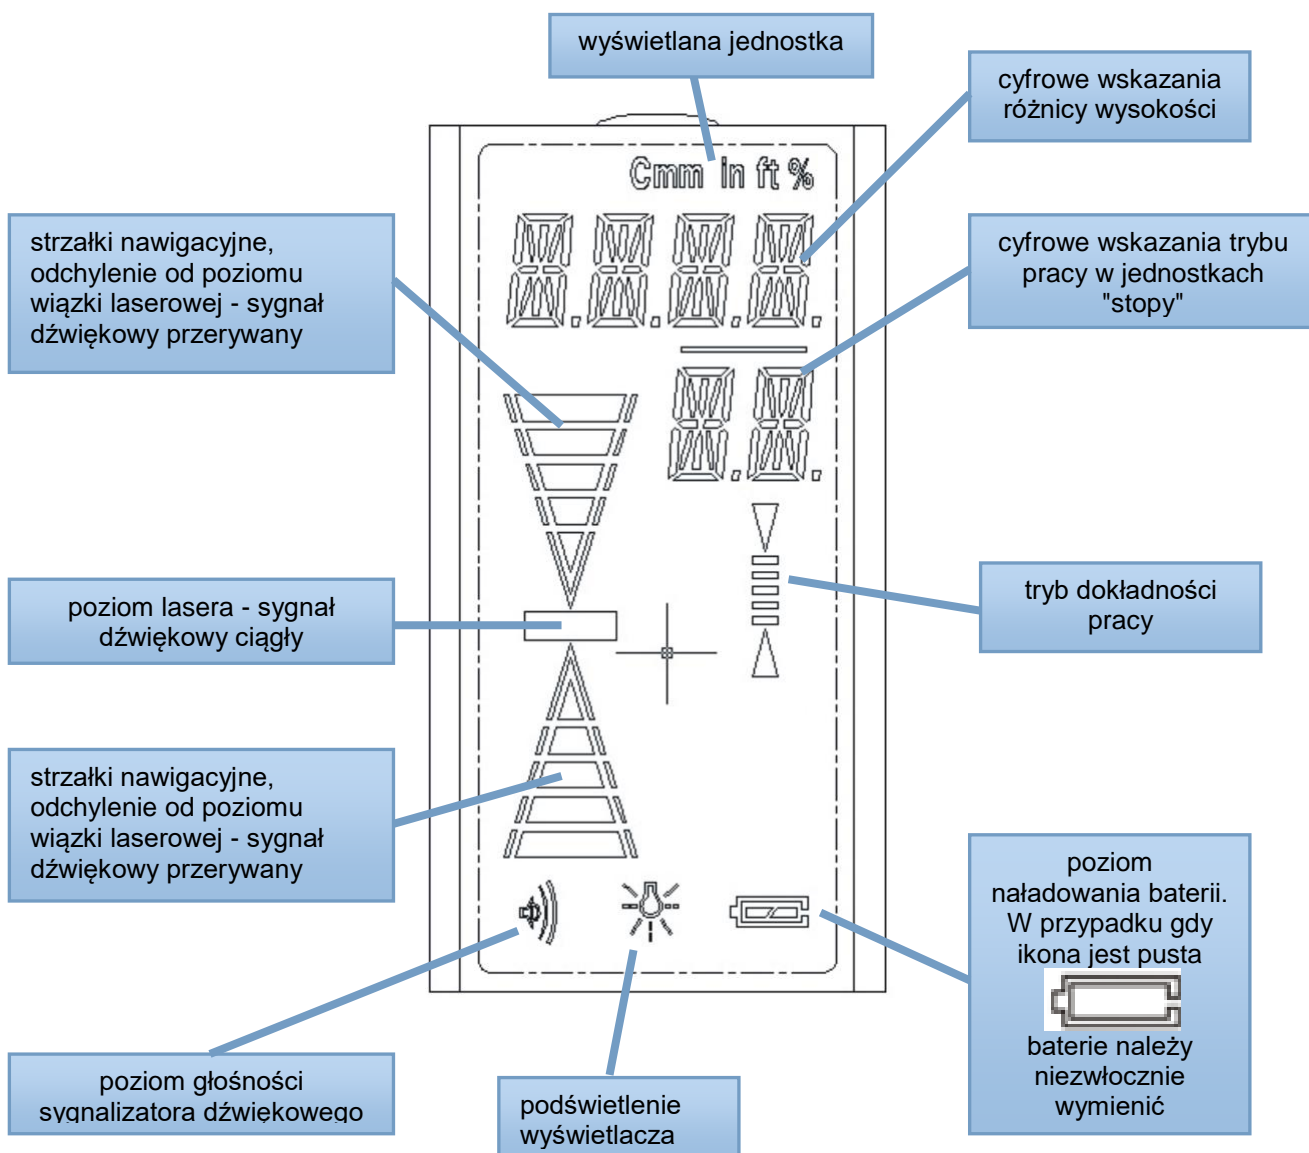 wyświetlana jednostka
cyfrowe wskazania
różnicy wysokości
Cmm in ft %
strzałki nawigacyjne,
odchylenie od poziomu
wiązki laserowej - sygnał
dźwiękowy przerywany
cyfrowe wskazania trybu
pracy w jednostkach
"stopy"
poziom lasera - sygnał
dźwiękowy ciągły
tryb dokładności
pracy
strzałki nawigacyjne,
odchylenie od poziomu
wiązki laserowej - sygnał
dźwiękowy przerywany
poziom
naładowania baterii.
W przypadku gdy
ikona jest pusta
baterie należy
niezwłocznie
wymienić
poziom głośności
sygnalizatora dźwiękowego
podświetlenie
wyświetlacza